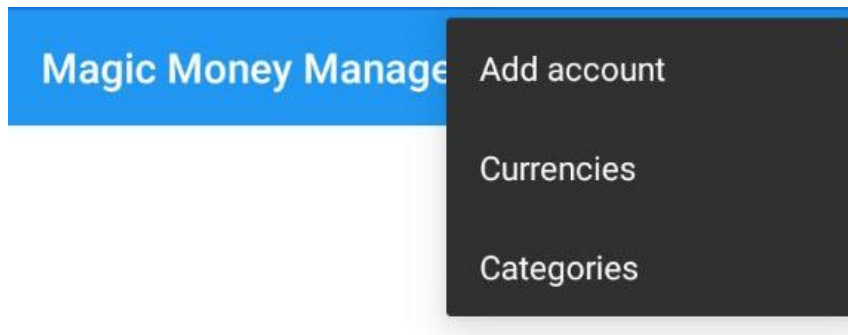 Magic Money Manage
Add account
Currencies
Categories